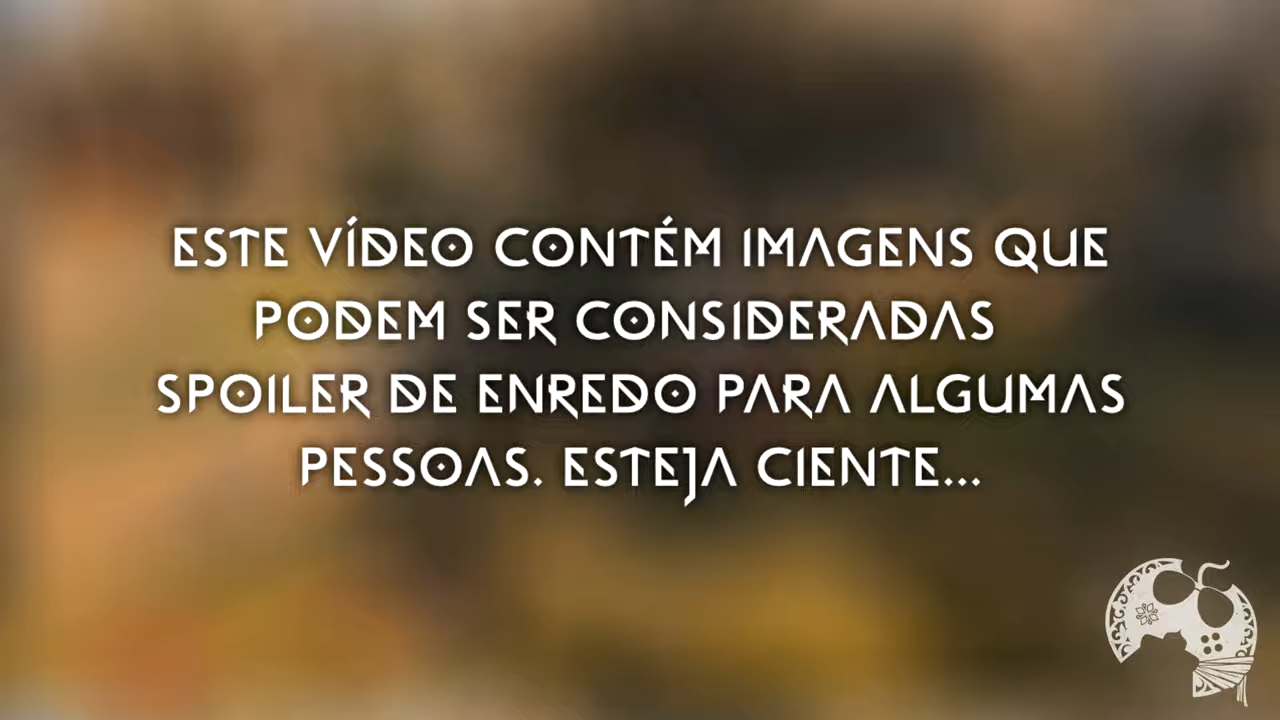 ESTE VÍDEO CONTÉM IMAGENS QUE
PODEM SER CONSIDERADAS
SPOILER DE ENREDO PARA ALGUMAS
PESSOAS. ESTEJA CIENTE...